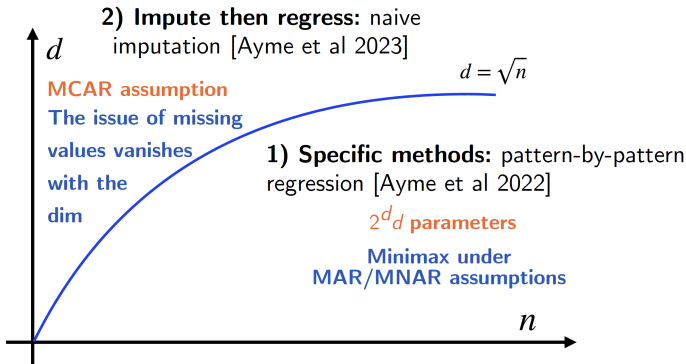 2) Impute then regress: naive
imputation [Ayme et al 2023]
d
d = √n
MCAR assumption
The issue of missing
values vanishes
with the
dim
1) Specific methods: pattern-by-pattern
regression [Ayme et al 2022]
2^d d parameters
Minimax under
MAR/MNAR assumptions
n